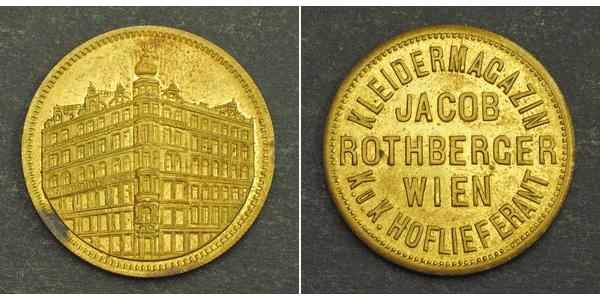 KLEIDERMAGAZIN
JACOB
ROTHBERGER
WIEN
K.u.K. HOFLIEFERANT